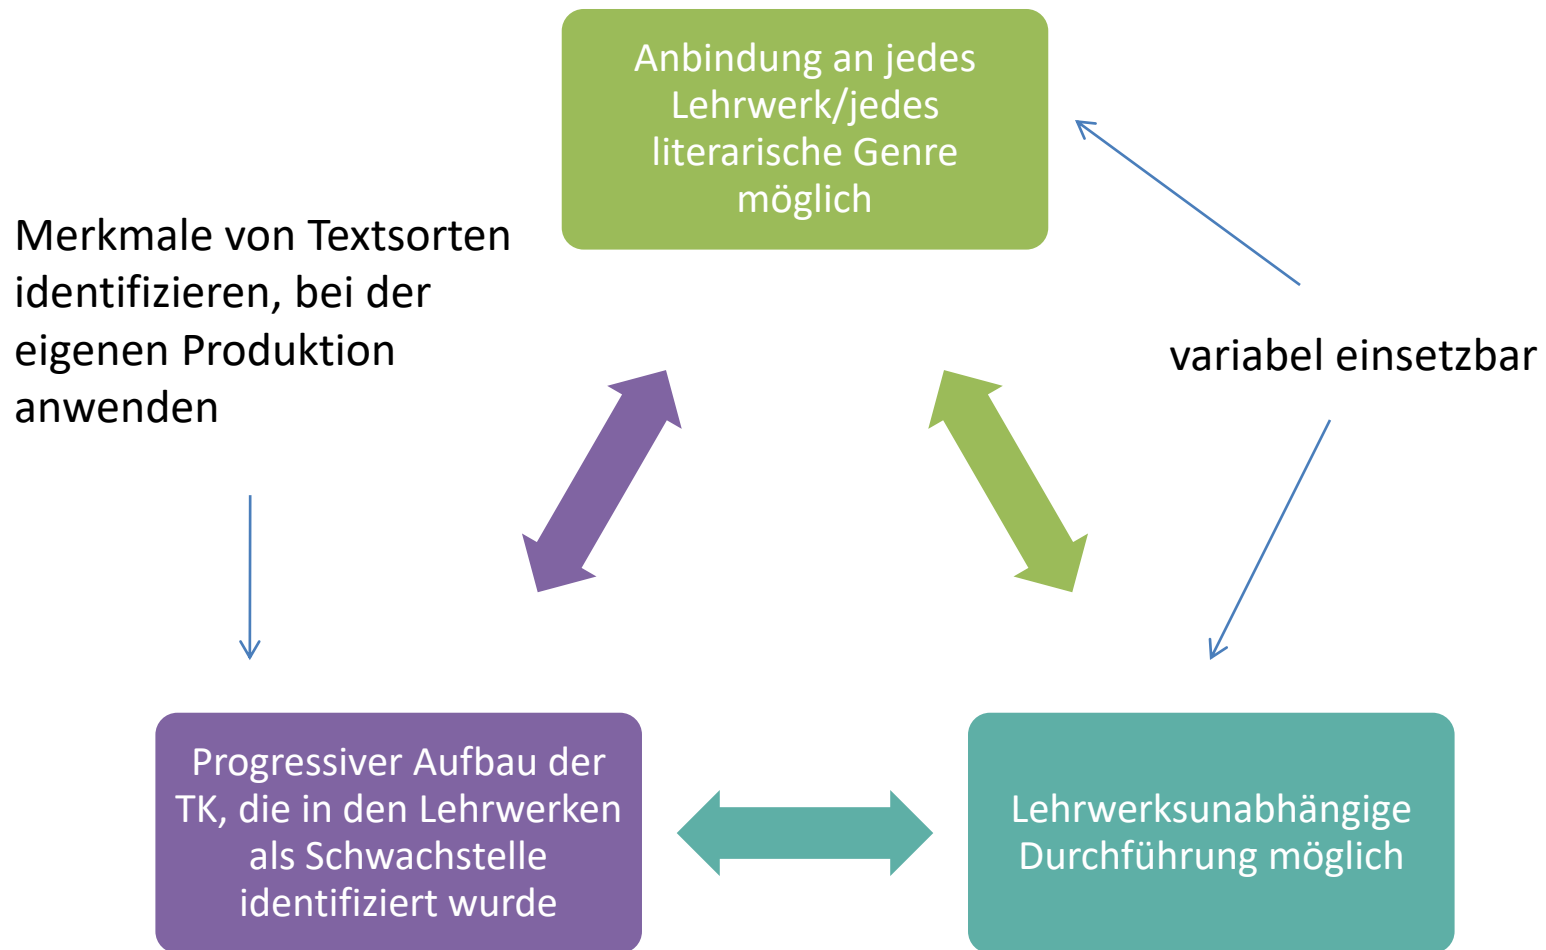 Anbindung an jedes
Lehrwerk/jedes
literarische Genre
möglich
Merkmale von Textsorten
identifizieren, bei der
eigenen Produktion
anwenden
variabel einsetzbar
Progressiver Aufbau der
TK, die in den Lehrwerken
als Schwachstelle
identifiziert wurde
Lehrwerksunabhängige
Durchführung möglich